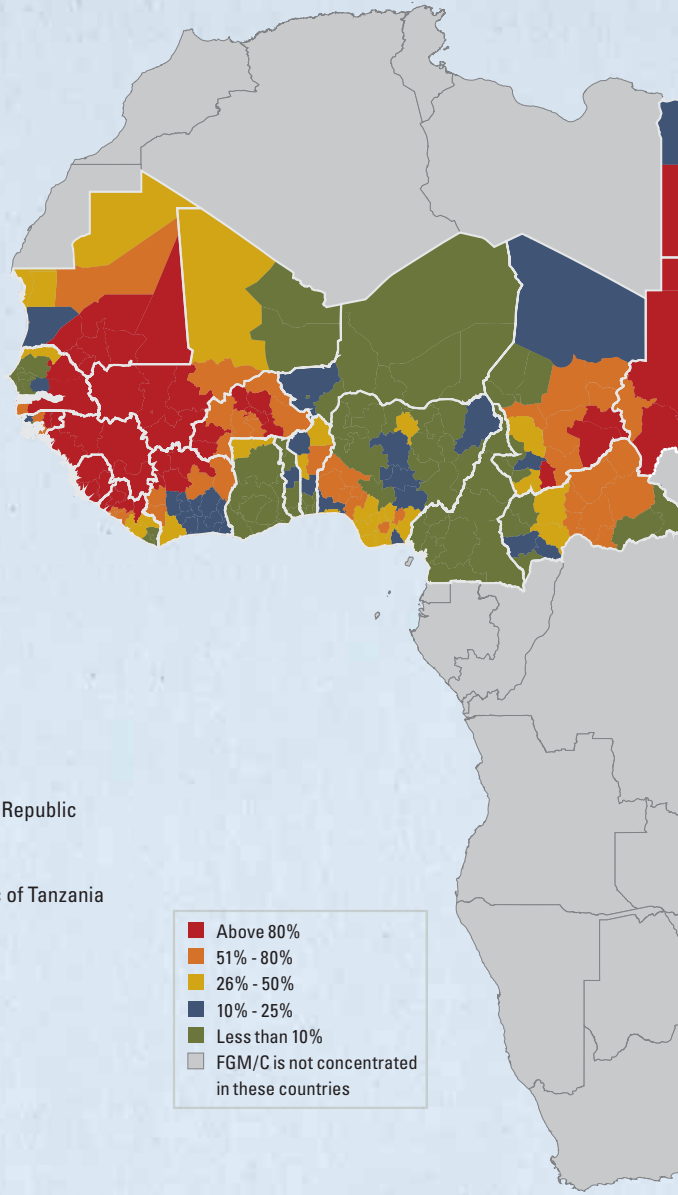 Republic
of Tanzania
Above 80%
51% - 80%
26% - 50%
10% - 25%
Less than 10%
FGM/C is not concentrated
in these countries